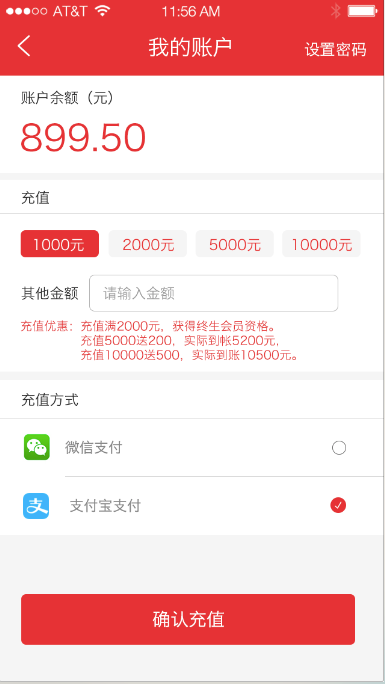 AT&T 11:56 AM
我的账户 设置密码
账户余额（元）
899.50
充值
1000元 2000元 5000元 10000元
其他金额 请输入金额
充值优惠：充值满2000元，获得终生会员资格。
充值5000送200，实际到帐5200元，
充值10000送500，实际到账10500元。
充值方式
微信支付
支 支付宝支付
确认充值